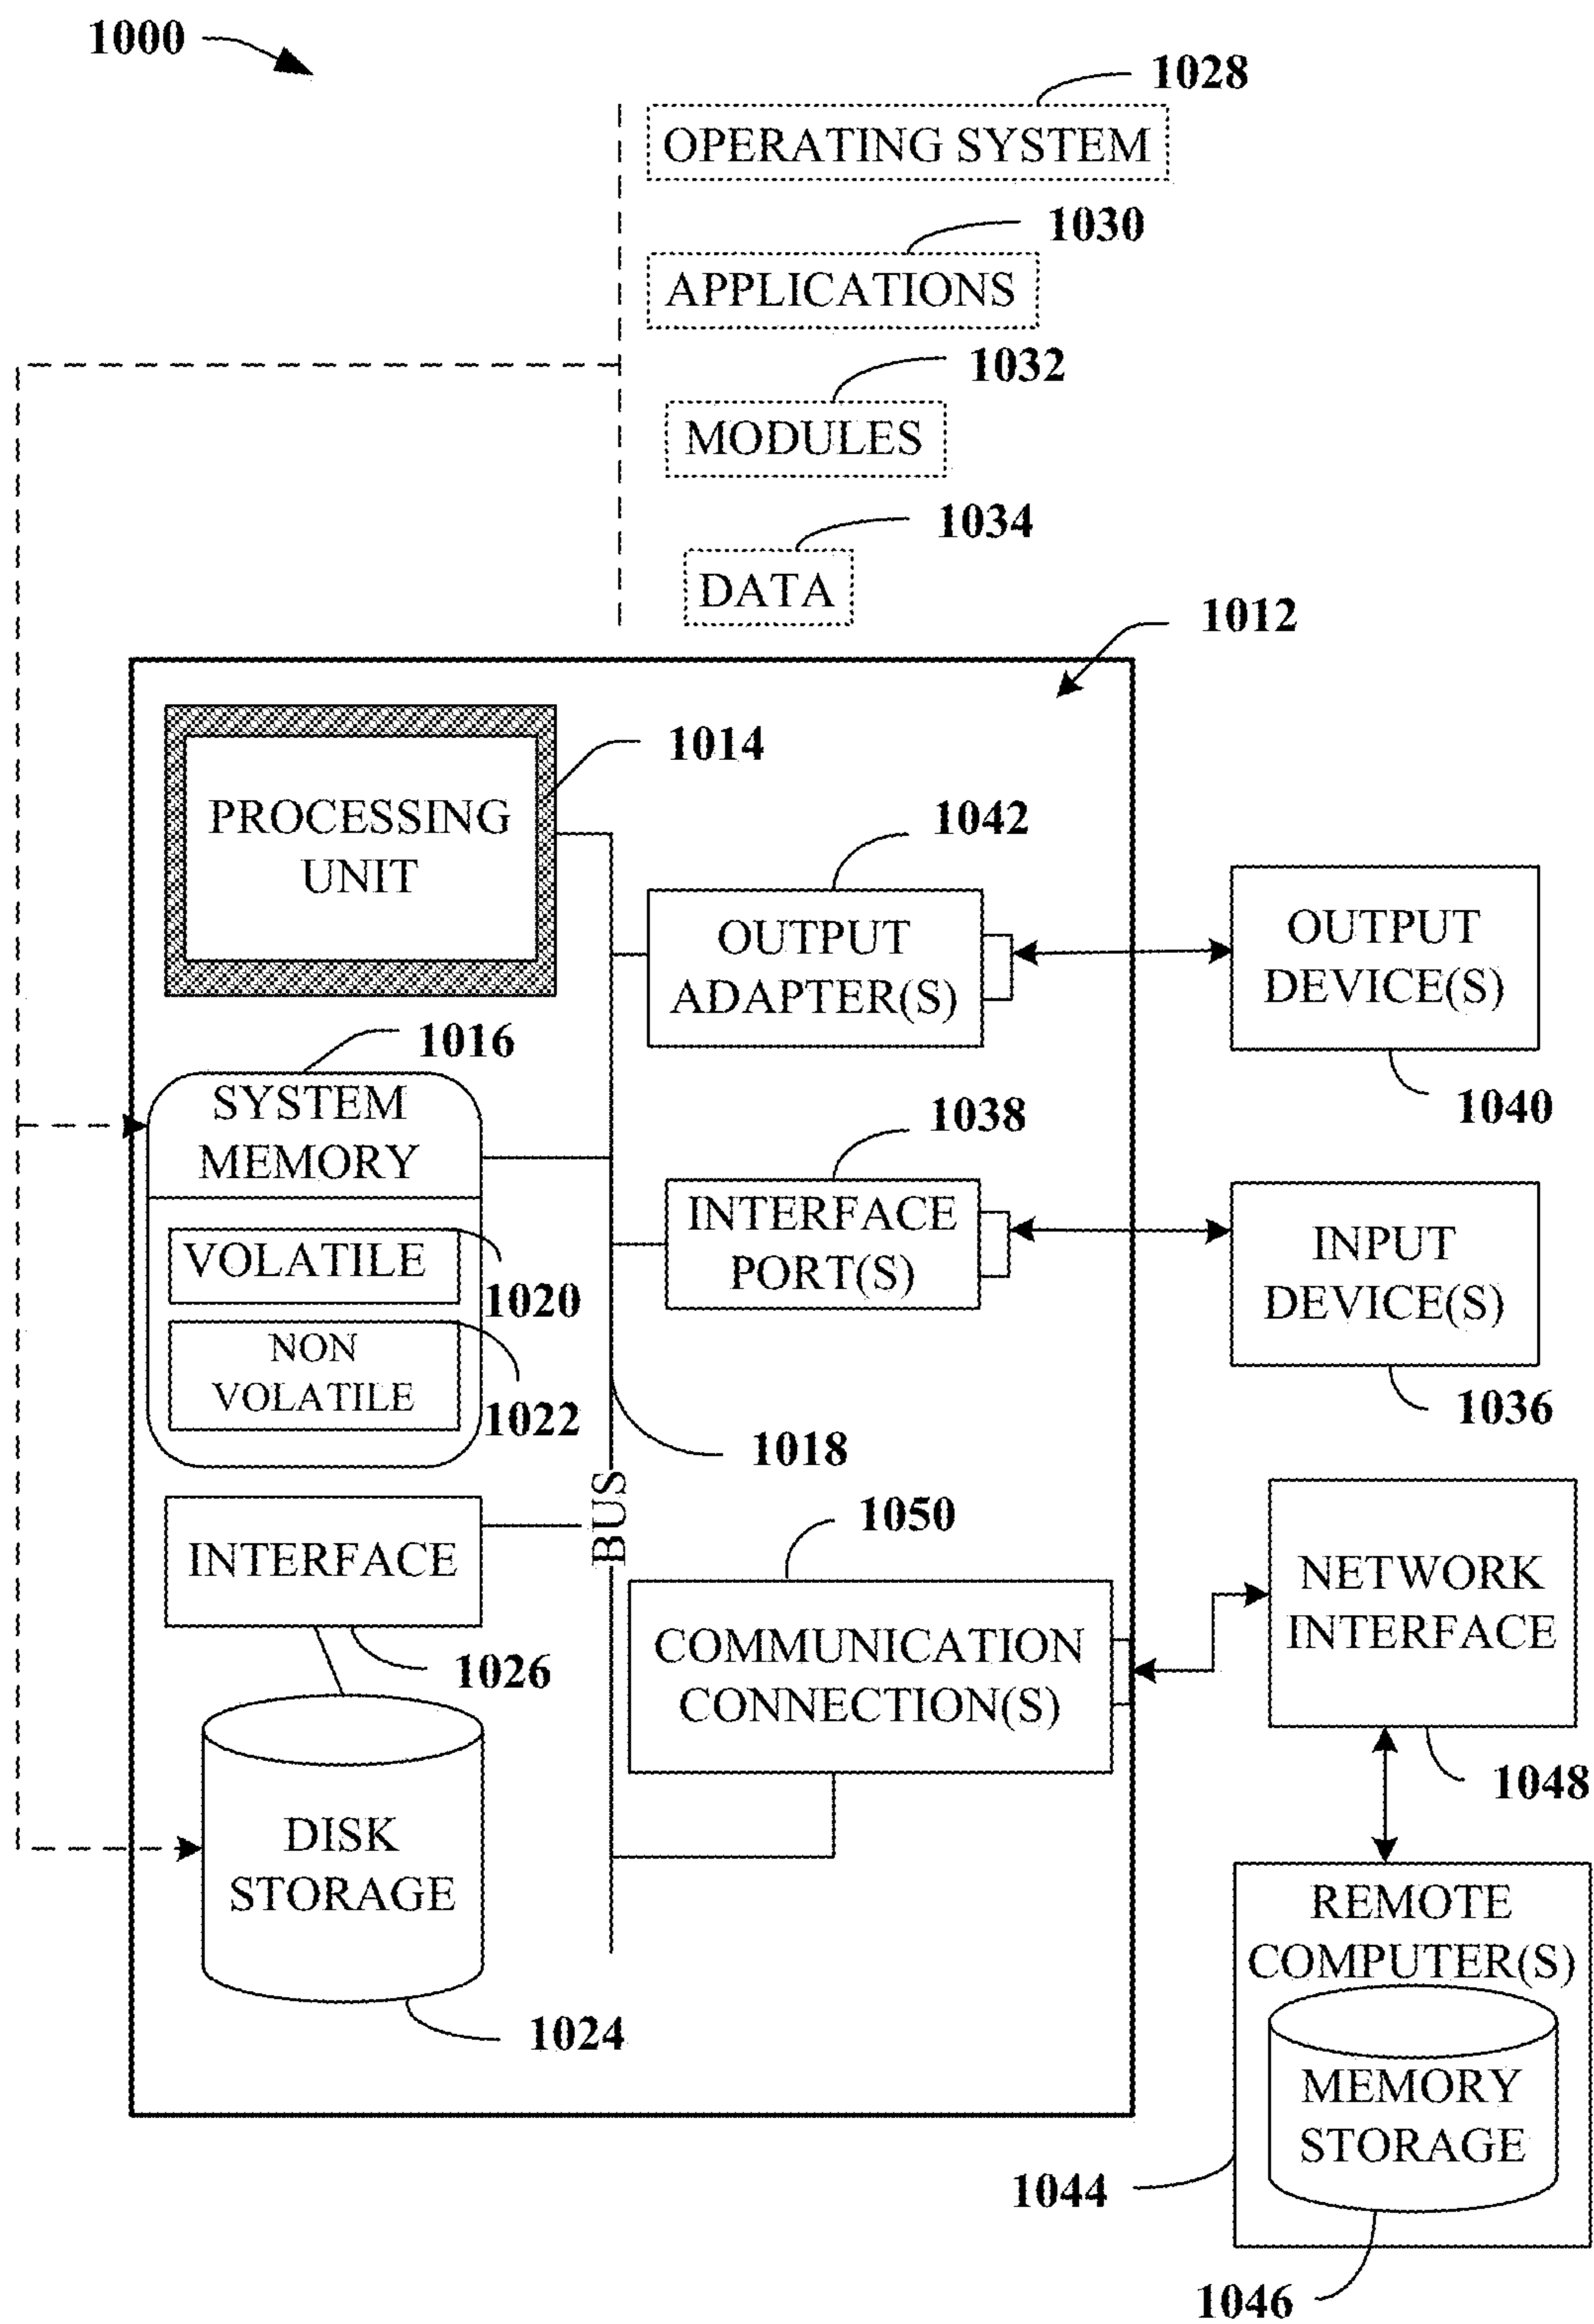 1000
1028
OPERATING SYSTEM
1030
APPLICATIONS
1032
MODULES
1034
DATA
1012
PROCESSING
UNIT
1014
1042
OUTPUT
ADAPTER(S)
OUTPUT
DEVICE(S)
1040
1016
SYSTEM
MEMORY
VOLATILE
1020
NON
VOLATILE
1022
1038
INTERFACE
PORT(S)
INPUT
DEVICE(S)
1036
1018
BUS
INTERFACE
1026
1050
COMMUNICATION
CONNECTION(S)
NETWORK
INTERFACE
1048
DISK
STORAGE
1024
REMOTE
COMPUTER(S)
MEMORY
STORAGE
1044
1046